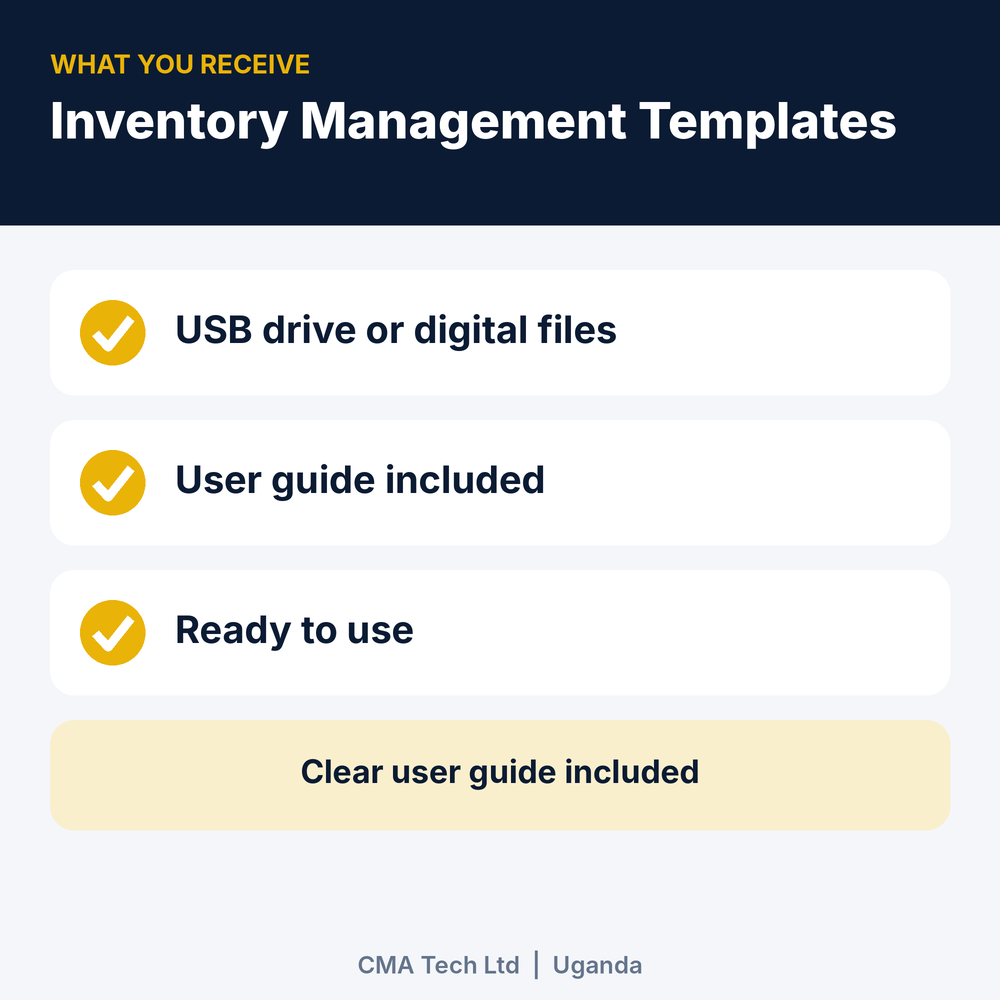 WHAT YOU RECEIVE
Inventory Management Templates
USB drive or digital files
User guide included
Ready to use
Clear user guide included
CMA Tech Ltd | Uganda